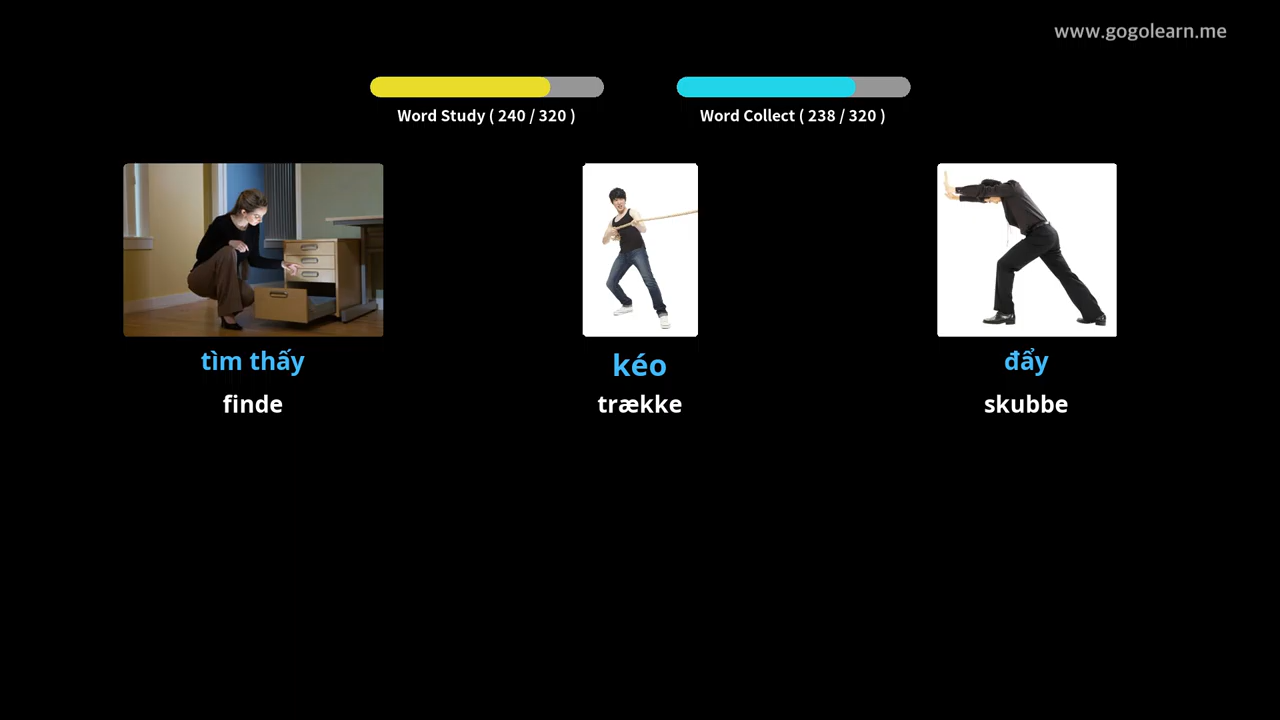 www.gogolearn.me
Word Study ( 240 / 320 )
Word Collect ( 238 / 320 )
tìm thấy
kéo
đẩy
finde
trække
skubbe